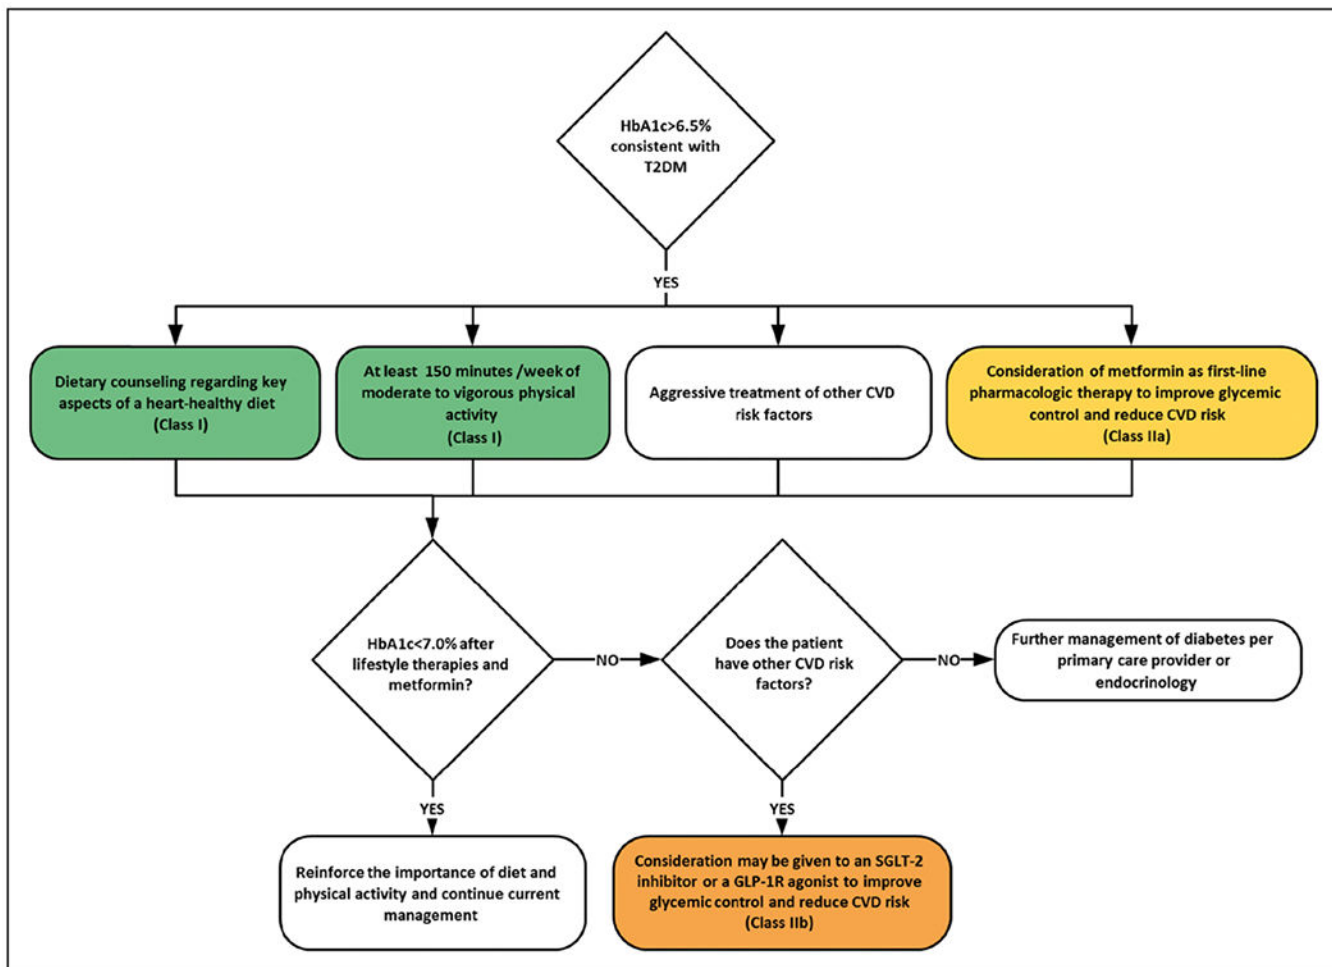 HbA1c>6.5%
consistent with
T2DM
YES
Dietary counseling regarding key
aspects of a heart-healthy diet
(Class I)
At least 150 minutes /week of
moderate to vigorous physical
activity
(Class I)
Aggressive treatment of other CVD
risk factors
Consideration of metformin as first-line
pharmacologic therapy to improve glycemic
control and reduce CVD risk
(Class IIa)
HbA1c<7.0% after
lifestyle therapies and
metformin?
NO
Does the patient
have other CVD risk
factors?
NO
Further management of diabetes per
primary care provider or
endocrinology
YES
YES
Reinforce the importance of diet and
physical activity and continue current
management
Consideration may be given to an SGLT-2
inhibitor or a GLP-1R agonist to improve
glycemic control and reduce CVD risk
(Class IIb)